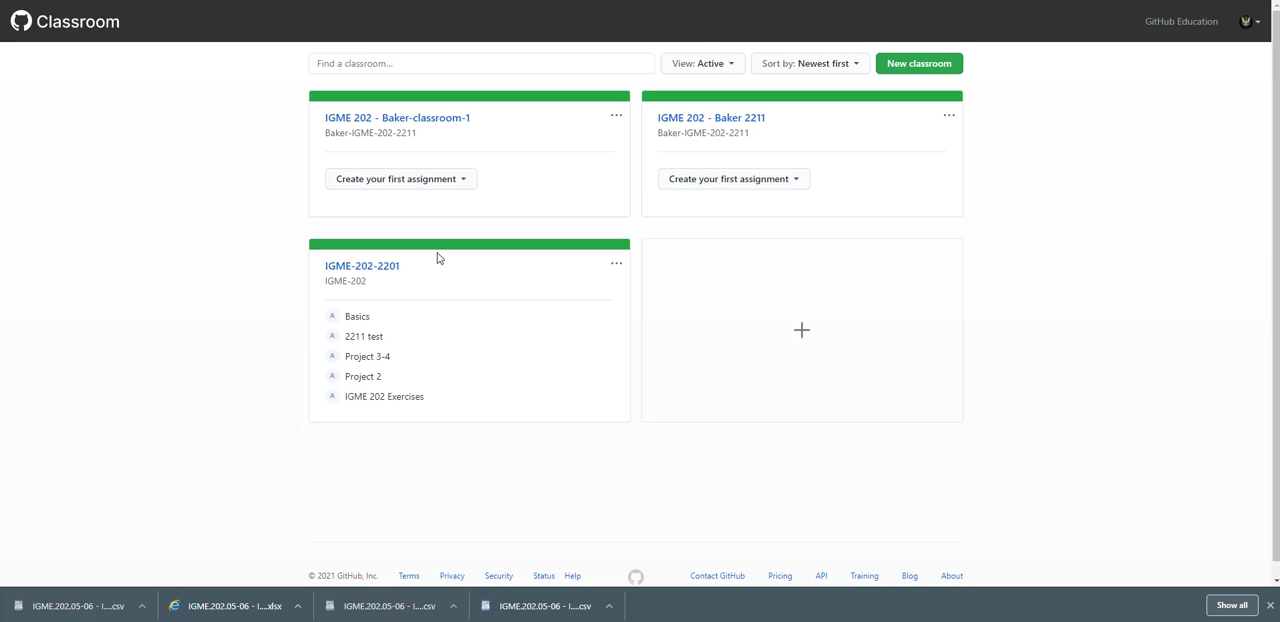 Classroom
GitHub Education
Find a classroom...
View: Active
Sort by: Newest first
New classroom
IGME 202 - Baker-classroom-1
Baker-IGME-202-2211
Create your first assignment
IGME 202 - Baker 2211
Baker-IGME-202-2211
Create your first assignment
IGME-202-2201
IGME-202
Basics
2211 test
Project 3-4
Project 2
IGME 202 Exercises
© 2021 GitHub, Inc. Terms Privacy Security Status Help Contact GitHub Pricing API Training Blog About
IGME.202.05-06 - I....csv IGME.202.05-06 - I....xlsx IGME.202.05-06 - I....csv IGME.202.05-06 - I....csv Show all